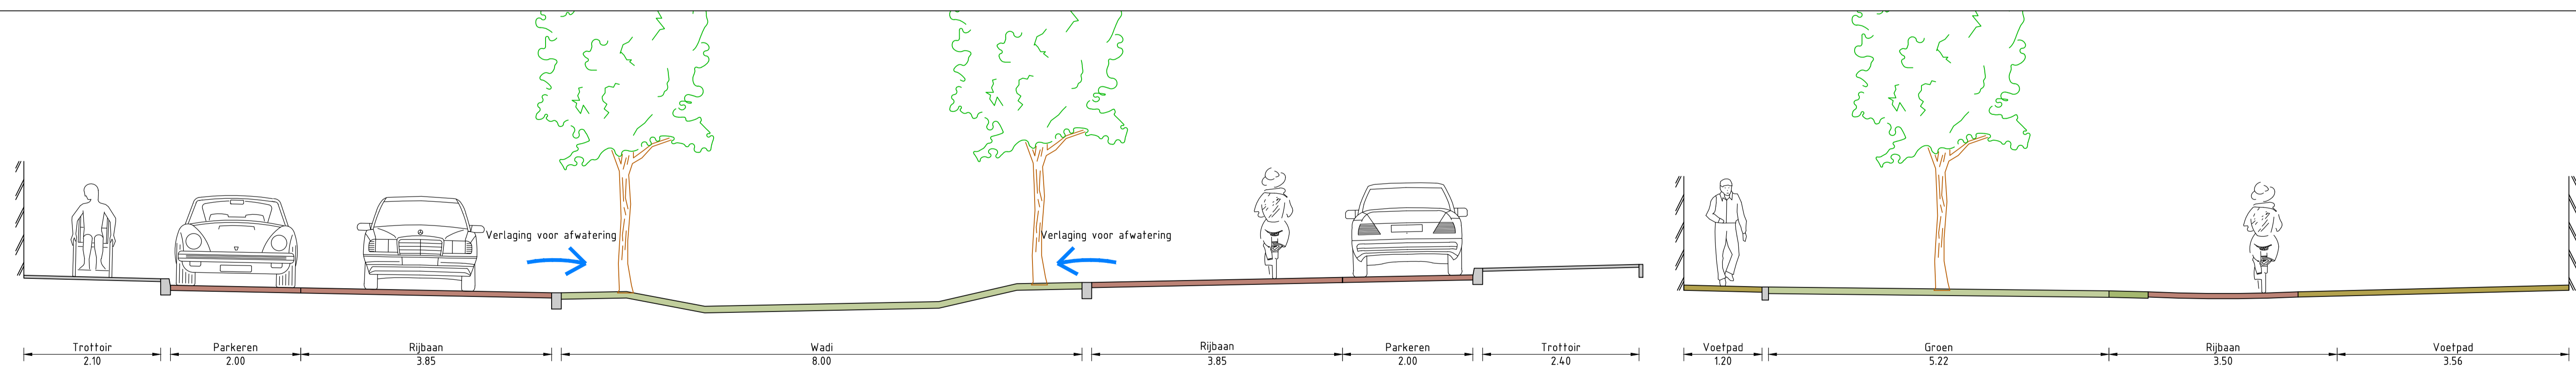 Verlaging voor afwatering
Verlaging voor afwatering
Trottoir
2.10
Parkeren
2.00
Rijbaan
3.85
Wadi
8.00
Rijbaan
3.85
Parkeren
2.00
Trottoir
2.40
Voetpad
1.20
Groen
5.22
Rijbaan
3.50
Voetpad
3.56